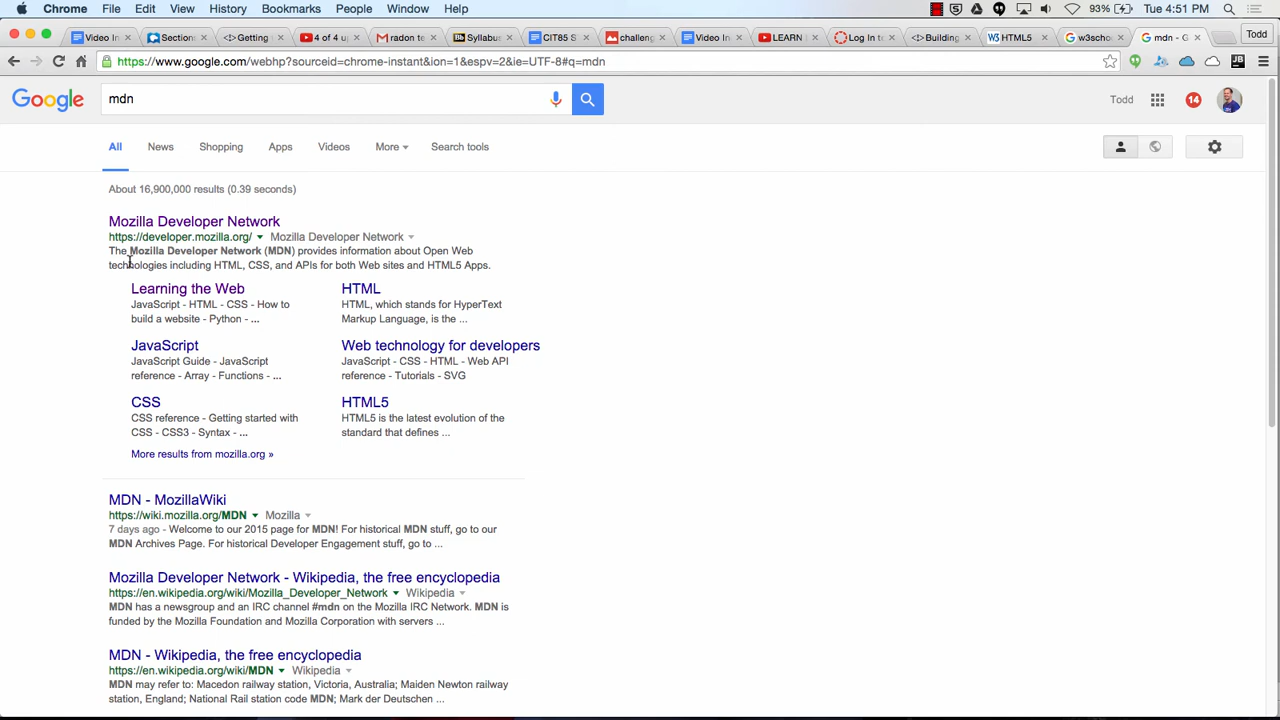 Chrome File Edit View History Bookmarks People Window Help 93% Tue 4:51 PM
Video In Section Getting 4 of 4 u radon te Bb Syllabus CIT85 S challeng Video In LEARN Log In to Building W3 HTML5 w3scho mdn - G Todd
https://www.google.com/webhp?sourceid=chrome-instant&ion=1&espv=2&ie=UTF-8#q=mdn JB
Google mdn Todd 14
All News Shopping Apps Videos More Search tools
About 16,900,000 results (0.39 seconds)
Mozilla Developer Network
https://developer.mozilla.org/ Mozilla Developer Network
The Mozilla Developer Network (MDN) provides information about Open Web
technologies including HTML, CSS, and APIs for both Web sites and HTML5 Apps.
Learning the Web
JavaScript - HTML - CSS - How to
build a website - Python - ...
HTML
HTML, which stands for HyperText
Markup Language, is the ...
JavaScript
JavaScript Guide - JavaScript
reference - Array - Functions - ...
Web technology for developers
JavaScript - CSS - HTML - Web API
reference - Tutorials - SVG
CSS
CSS reference - Getting started with
CSS - CSS3 - Syntax - ...
HTML5
HTML5 is the latest evolution of the
standard that defines ...
More results from mozilla.org »
MDN - MozillaWiki
https://wiki.mozilla.org/MDN Mozilla
7 days ago - Welcome to our 2015 page for MDN! For historical MDN stuff, go to our
MDN Archives Page. For historical Developer Engagement stuff, go to ...
Mozilla Developer Network - Wikipedia, the free encyclopedia
https://en.wikipedia.org/wiki/Mozilla_Developer_Network Wikipedia
MDN has a newsgroup and an IRC channel #mdn on the Mozilla IRC Network. MDN is
funded by the Mozilla Foundation and Mozilla Corporation with servers ...
MDN - Wikipedia, the free encyclopedia
https://en.wikipedia.org/wiki/MDN Wikipedia
MDN may refer to: Macedon railway station, Victoria, Australia; Maiden Newton railway
station, England; National Rail station code MDN; Mark der Deutschen ...